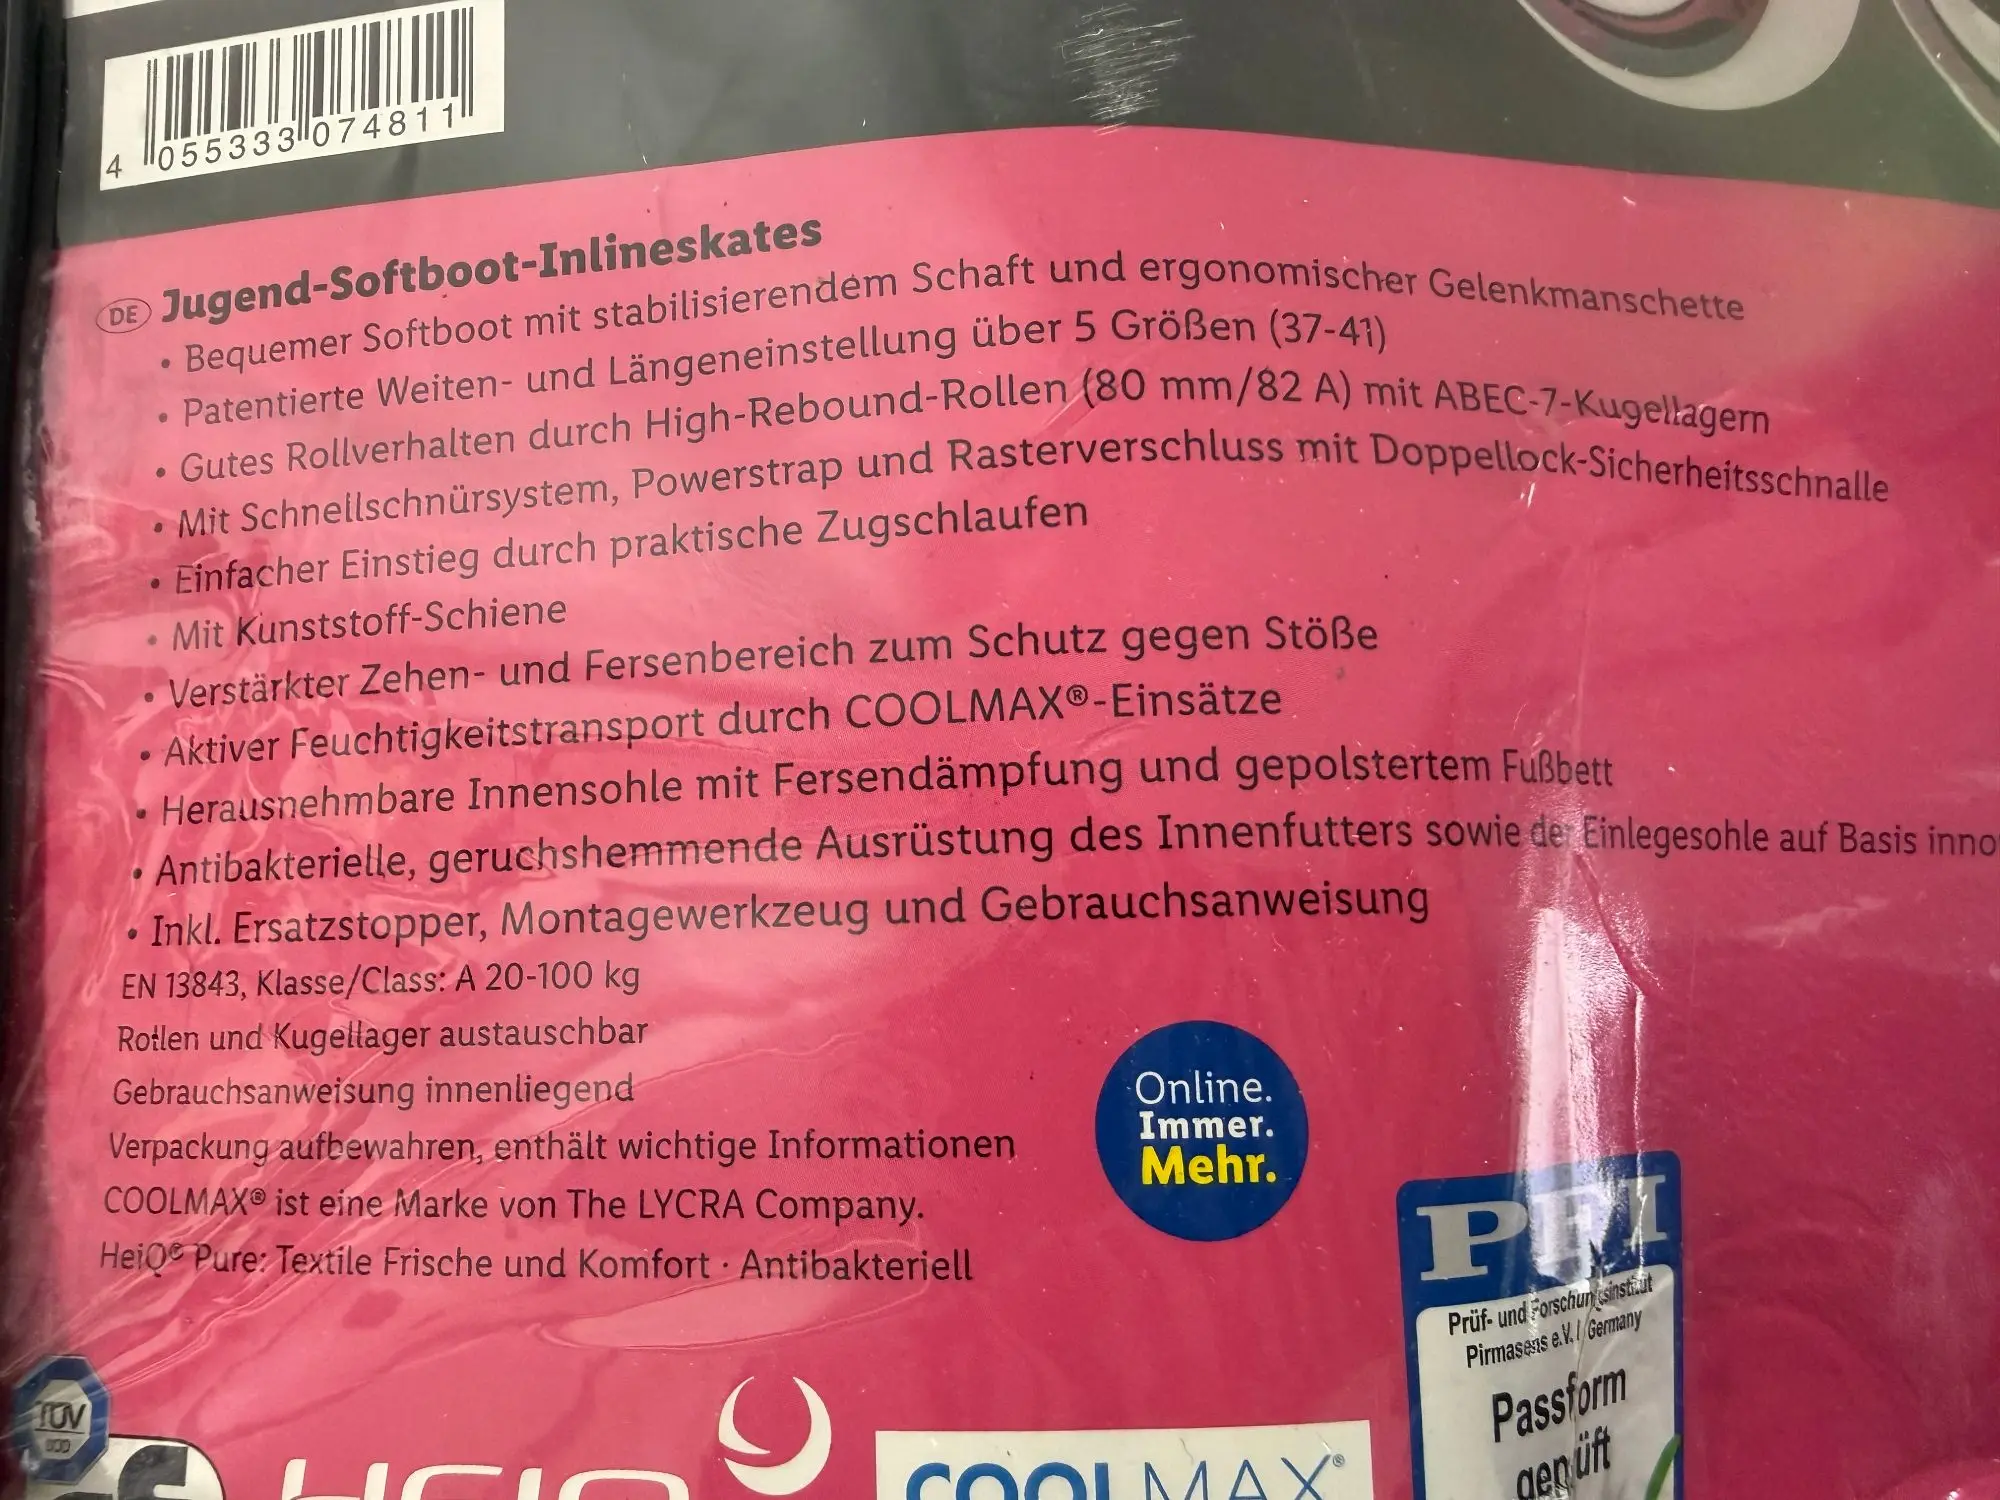 4 055333 074811
DE Jugend-Softboot-Inlineskates
• Bequemer Softboot mit stabilisierendem Schaft und ergonomischer Gelenkmanschette
• Patentierte Weiten- und Längeneinstellung über 5 Größen (37-41)
• Gutes Rollverhalten durch High-Rebound-Rollen (80 mm/82 A) mit ABEC-7-Kugellagern
• Mit Schnellschnürsystem, Powerstrap und Rasterverschluss mit Doppellock-Sicherheitsschnalle
• Einfacher Einstieg durch praktische Zugschlaufen
• Mit Kunststoff-Schiene
• Verstärkter Zehen- und Fersenbereich zum Schutz gegen Stöße
• Aktiver Feuchtigkeitstransport durch COOLMAX®-Einsätze
• Herausnehmbare Innensohle mit Fersendämpfung und gepolstertem Fußbett
• Antibakterielle, geruchshemmende Ausrüstung des Innenfutters sowie der Einlegesohle auf Basis
• Inkl. Ersatzstopper, Montagewerkzeug und Gebrauchsanweisung
EN 13843, Klasse/Class: A 20-100 kg
Rollen und Kugellager austauschbar
Gebrauchsanweisung innenliegend
Verpackung aufbewahren, enthält wichtige Informationen
COOLMAX® ist eine Marke von The LYCRA Company.
HeiQ® Pure: Textile Frische und Komfort · Antibakteriell
Online.
Immer.
Mehr.
PFI
Prüf- und Forschungsinstitut
Pirmasens e.V. / Germany
Passform
geprüft
TÜV
HeiQ
COOLMAX®